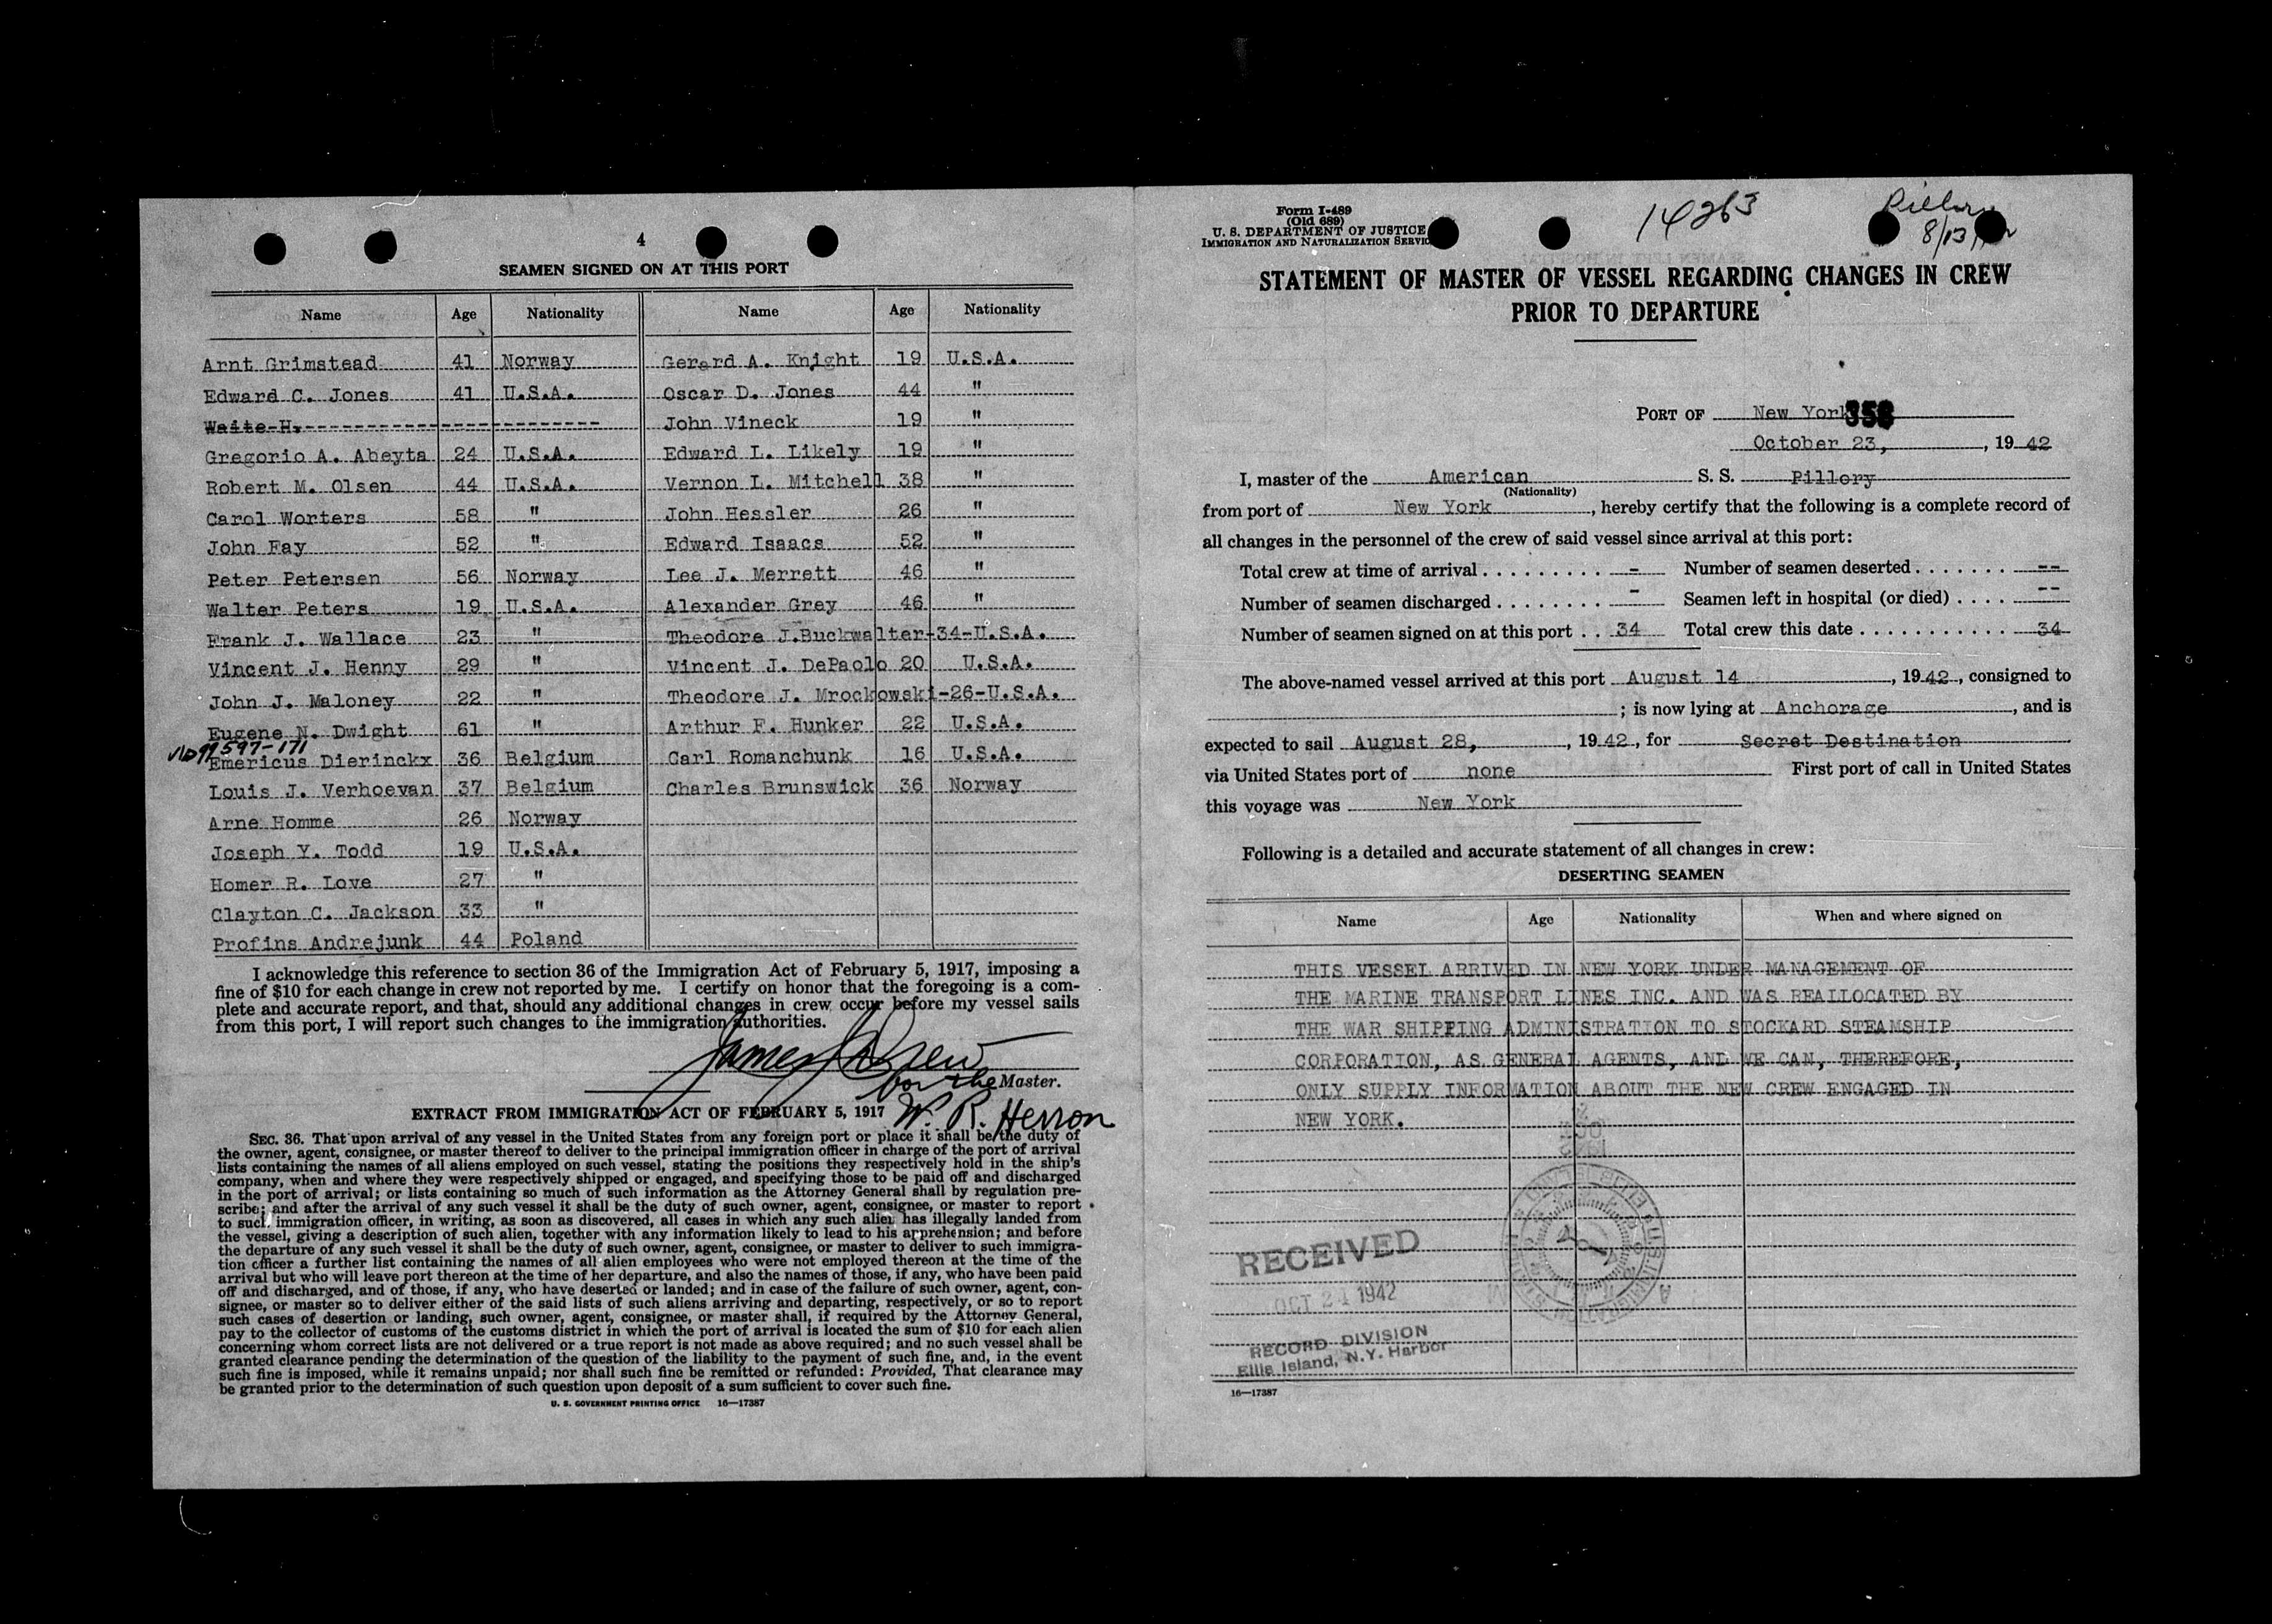 4
SEAMEN SIGNED ON AT THIS PORT
Name Age Nationality Name Age Nationality
Arnt Grimstead 41 Norway Gerard A. Knight 19 U.S.A.
Edward C. Jones 41 U.S.A. Oscar D. Jones 44 "
Waite H. John Vineck 19 "
Gregorio A. Abeyta 24 U.S.A. Edward L. Likely 19 "
Robert M. Olsen 44 U.S.A. Vernon L. Mitchell 38 "
Carol Worters 58 " John Hessler 26 "
John Fay 52 " Edward Isaacs 52 "
Peter Petersen 56 Norway Lee J. Merrett 46 "
Walter Peters 19 U.S.A. Alexander Grey 46 "
Frank J. Wallace 23 " Theodore J.Buckwalter-34-U.S.A.
Vincent J. Henny 29 " Vincent J. DePaolo 20 U.S.A.
John J. Maloney 22 " Theodore J. Mrockowski-26-U.S.A.
Eugene N. Dwight 61 " Arthur F. Hunker 22 U.S.A.
99597-171
Emericus Dierinckx 36 Belgium Carl Romanchunk 16 U.S.A.
Louis J. Verhoevan 37 Belgium Charles Brunswick 36 Norway
Arne Homme 26 Norway
Joseph Y. Todd 19 U.S.A.
Homer R. Love 27 "
Clayton C. Jackson 33 "
Profins Andrejunk 44 Poland
I acknowledge this reference to section 36 of the Immigration Act of February 5, 1917, imposing a
fine of $10 for each change in crew not reported by me. I certify on honor that the foregoing is a com-
plete and accurate report, and that, should any additional changes in crew occur before my vessel sails
from this port, I will report such changes to the immigration authorities.
James Drew
for the Master.
W. R. Herron
EXTRACT FROM IMMIGRATION ACT OF FEBRUARY 5, 1917
SEC. 36. That upon arrival of any vessel in the United States from any foreign port or place it shall be the duty of
the owner, agent, consignee, or master thereof to deliver to the principal immigration officer in charge of the port of arrival
lists containing the names of all aliens employed on such vessel, stating the positions they respectively hold in the ship's
company, when and where they were respectively shipped or engaged, and specifying those to be paid off and discharged
in the port of arrival; or lists containing so much of such information as the Attorney General shall by regulation pre-
scribe; and after the arrival of any such vessel it shall be the duty of such owner, agent, consignee, or master to report
to such immigration officer, in writing, as soon as discovered, all cases in which any such alien has illegally landed from
the vessel, giving a description of such alien, together with any information likely to lead to his apprehension; and before
the departure of any such vessel it shall be the duty of such owner, agent, consignee, or master to deliver to such immigra-
tion officer a further list containing the names of all alien employees who were not employed thereon at the time of the
arrival but who will leave port thereon at the time of her departure, and also the names of those, if any, who have been paid
off and discharged, and of those, if any, who have deserted or landed; and in case of the failure of such owner, agent, con-
signee, or master so to deliver either of the said lists of such aliens arriving and departing, respectively, or so to report
such cases of desertion or landing, such owner, agent, consignee, or master shall, if required by the Attorney General,
pay to the collector of customs of the customs district in which the port of arrival is located the sum of $10 for each alien
concerning whom correct lists are not delivered or a true report is not made as above required; and no such vessel shall be
granted clearance pending the determination of the question of the liability to the payment of such fine, and, in the event
such fine is imposed, while it remains unpaid; nor shall such fine be remitted or refunded: Provided, That clearance may
be granted prior to the determination of such question upon deposit of a sum sufficient to cover such fine.
U. S. GOVERNMENT PRINTING OFFICE 16—17387
Form I-489
(Old 689)
U. S. DEPARTMENT OF JUSTICE
IMMIGRATION AND NATURALIZATION SERVIC
14263
Pillory
8/13
STATEMENT OF MASTER OF VESSEL REGARDING CHANGES IN CREW
PRIOR TO DEPARTURE
PORT OF New York 358
October 23, , 19 42
I, master of the American S. S. Pillory
(Nationality)
from port of New York , hereby certify that the following is a complete record of
all changes in the personnel of the crew of said vessel since arrival at this port:
Total crew at time of arrival . . . . . . . . . . - Number of seamen deserted . . . . . . . --
Number of seamen discharged . . . . . . . . - Seamen left in hospital (or died) . . . . --
Number of seamen signed on at this port . . 34 Total crew this date . . . . . . . . . . . . 34
The above-named vessel arrived at this port August 14 , 19 42 , consigned to
; is now lying at Anchorage , and is
expected to sail August 28, , 19 42 , for Secret Destination
via United States port of none First port of call in United States
this voyage was New York
Following is a detailed and accurate statement of all changes in crew:
DESERTING SEAMEN
Name Age Nationality When and where signed on
THIS VESSEL ARRIVED IN NEW YORK UNDER MANAGEMENT OF
THE MARINE TRANSPORT LINES INC. AND WAS REALLOCATED BY
THE WAR SHIPPING ADMINISTRATION TO STOCKARD STEAMSHIP
CORPORATION, AS GENERAL AGENTS, AND WE CAN, THEREFORE,
ONLY SUPPLY INFORMATION ABOUT THE NEW CREW ENGAGED IN
NEW YORK.
RECEIVED
OCT 24 1942
RECORD DIVISION
Ellis Island, N.Y. Harbor
16—17387